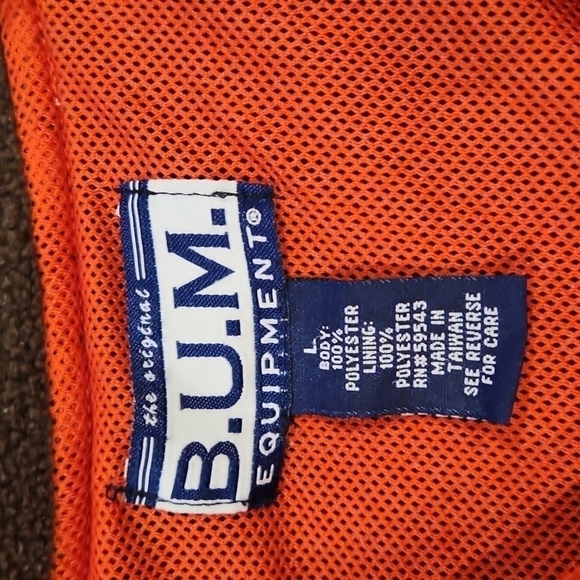 the original
B.U.M.
EQUIPMENT®
L
BODY:
100%
POLYESTER
LINING:
100%
POLYESTER
RN#59543
MADE IN
TAIWAN
SEE REVERSE
FOR CARE